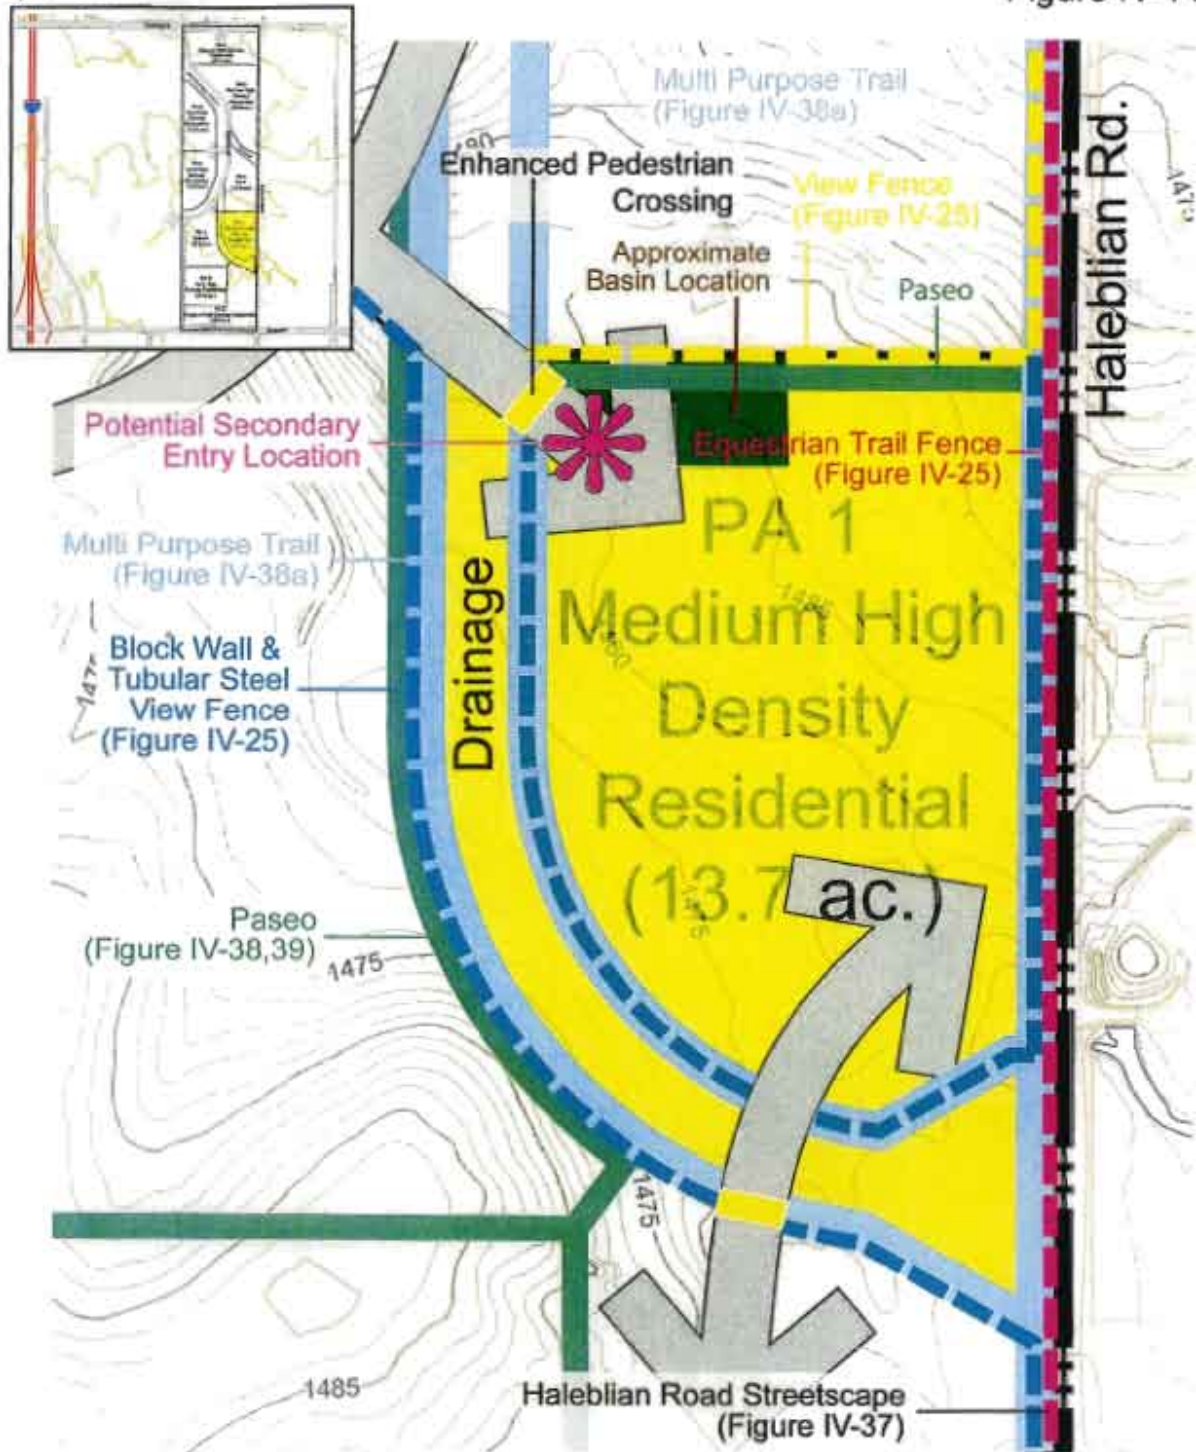 Multi Purpose Trail
(Figure IV-38a)
Enhanced Pedestrian
Crossing
View Fence
(Figure IV-25)
Approximate
Basin Location
Paseo
Haleblian Rd.
Potential Secondary
Entry Location
Equestrian Trail Fence
(Figure IV-25)
Multi Purpose Trail
(Figure IV-38a)
Drainage
PA 1
Medium High
Density
Residential
(13.7 ac.)
Block Wall &
Tubular Steel
View Fence
(Figure IV-25)
Paseo
(Figure IV-38,39)
1475
1475
1485
Haleblian Road Streetscape
(Figure IV-37)